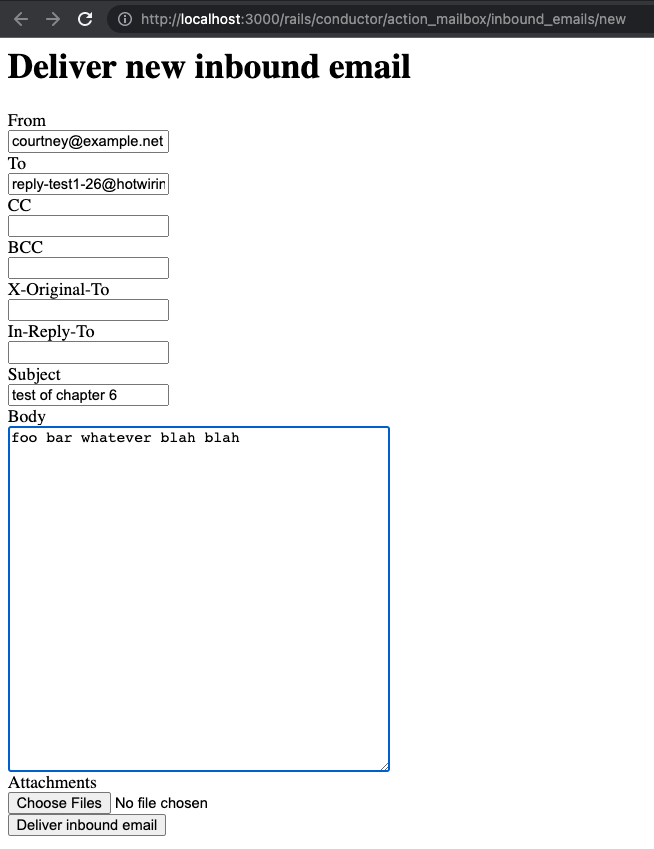 http://localhost:3000/rails/conductor/action_mailbox/inbound_emails/new
Deliver new inbound email
From
courtney@example.net
To
reply-test1-26@hotwirin
CC
BCC
X-Original-To
In-Reply-To
Subject
test of chapter 6
Body
foo bar whatever blah blah
Attachments
Choose Files No file chosen
Deliver inbound email